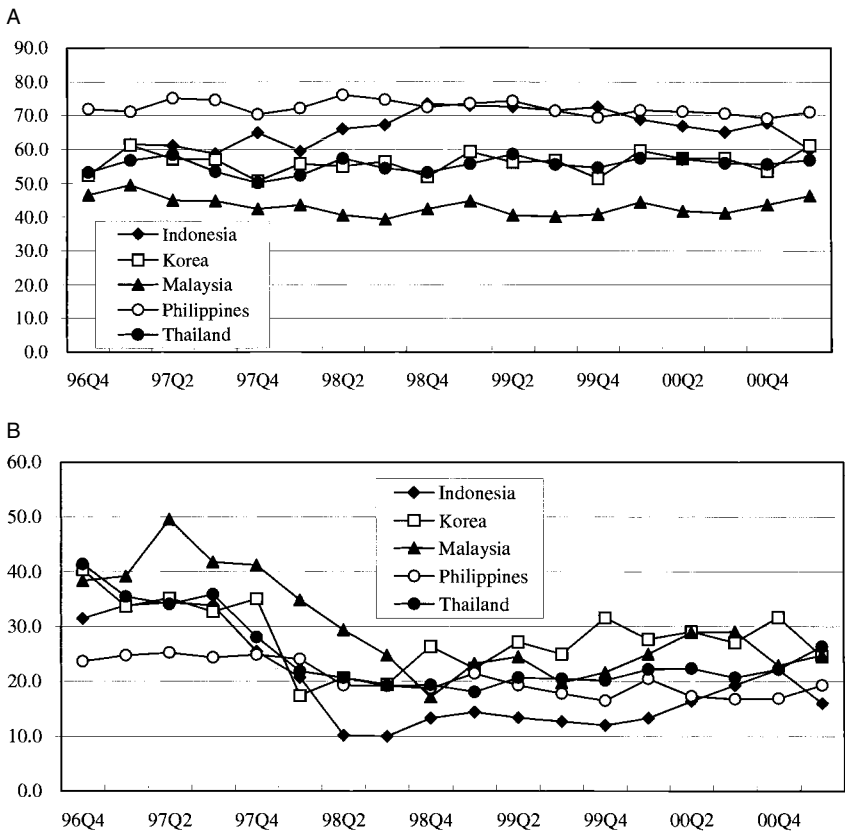 A
90.0
80.0
70.0
60.0
50.0
40.0
30.0
20.0
10.0
0.0
Indonesia
Korea
Malaysia
Philippines
Thailand
96Q4 97Q2 97Q4 98Q2 98Q4 99Q2 99Q4 00Q2 00Q4
B
60.0
50.0
40.0
30.0
20.0
10.0
0.0
Indonesia
Korea
Malaysia
Philippines
Thailand
96Q4 97Q2 97Q4 98Q2 98Q4 99Q2 99Q4 00Q2 00Q4